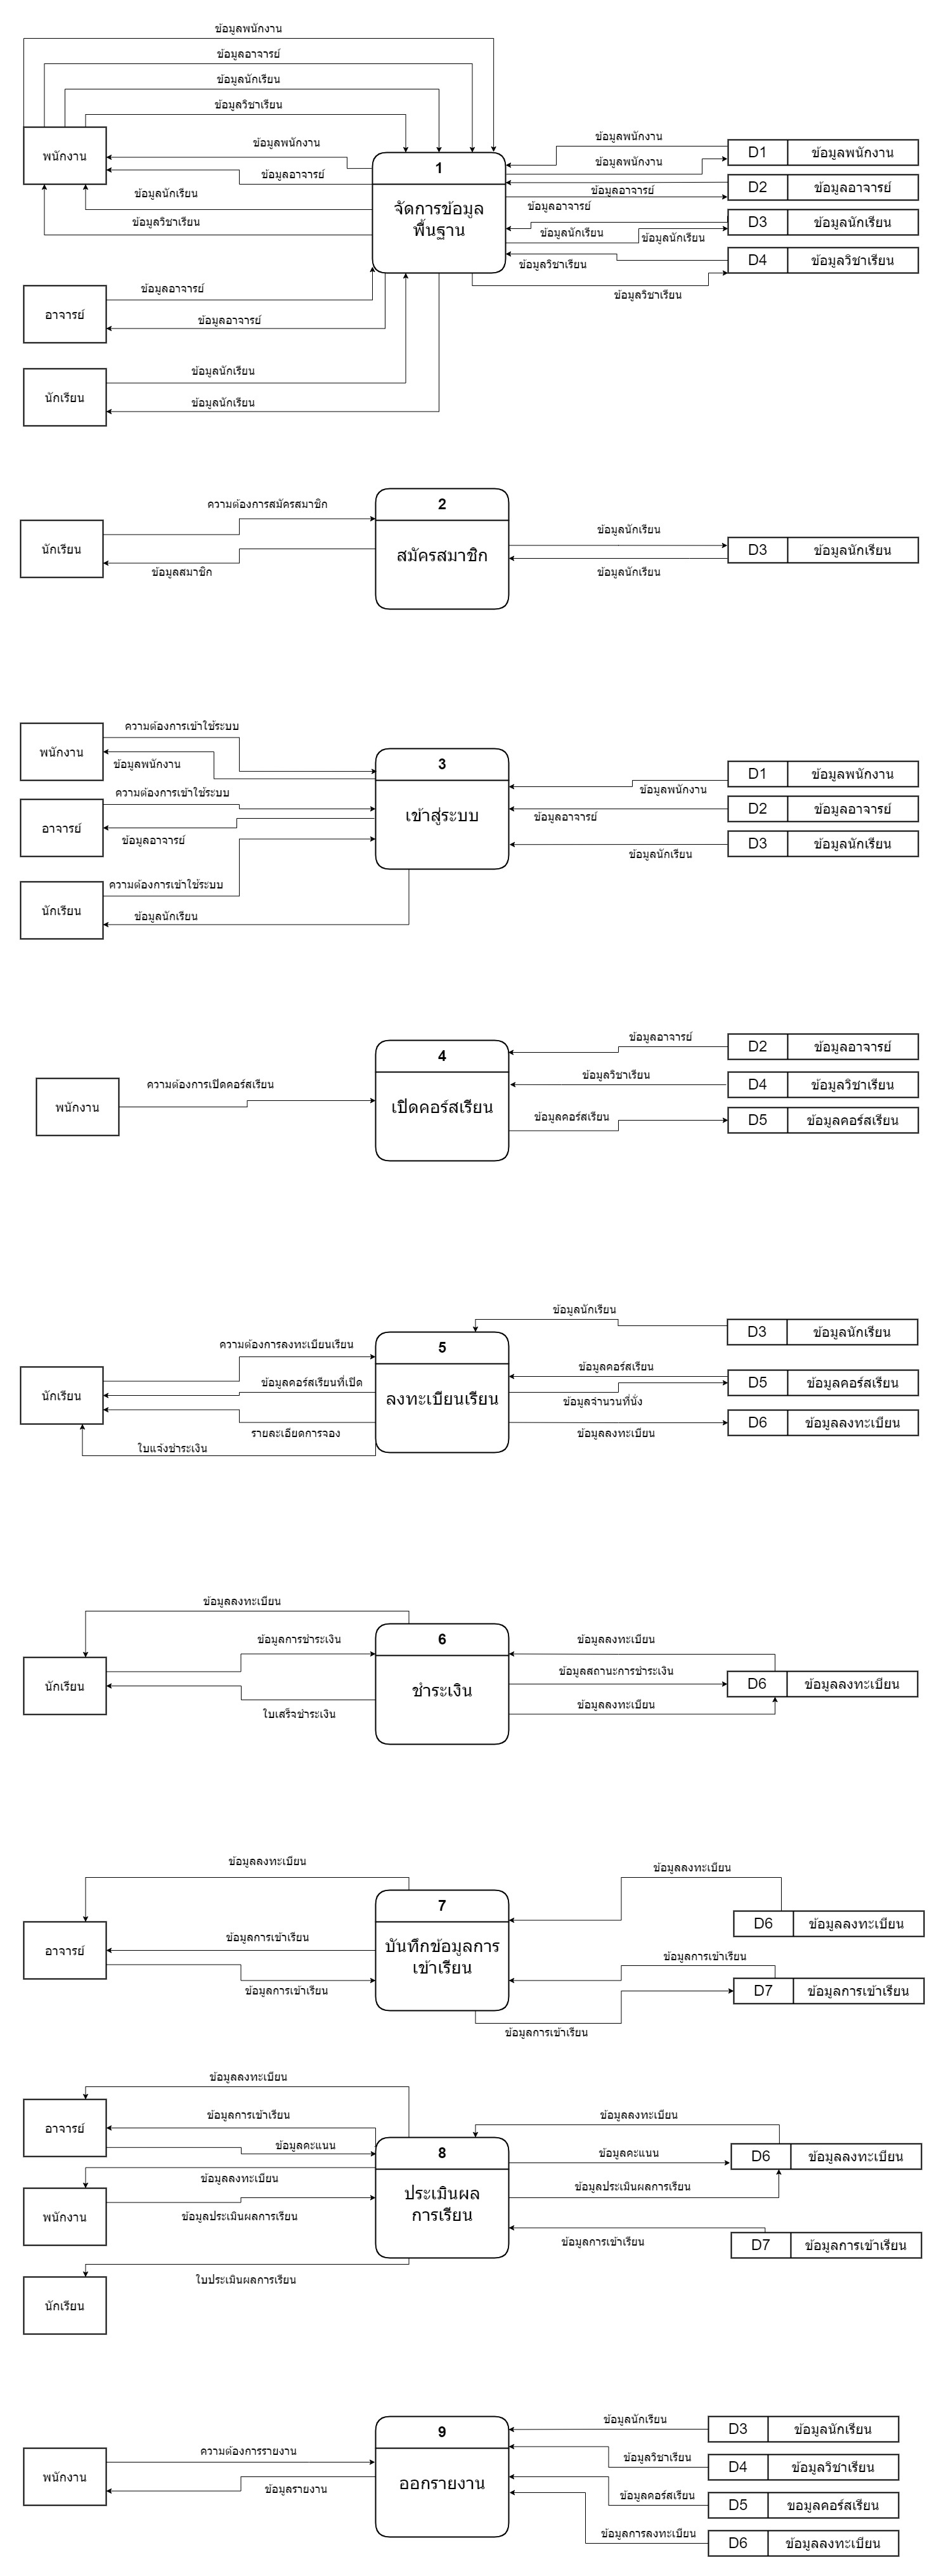 ข้อมูลพนักงาน
ข้อมูลอาจารย์
ข้อมูลนักเรียน
ข้อมูลวิชาเรียน
พนักงาน
ข้อมูลพนักงาน
ข้อมูลอาจารย์
ข้อมูลนักเรียน
ข้อมูลวิชาเรียน
1
จัดการข้อมูล
พื้นฐาน
ข้อมูลพนักงาน
ข้อมูลพนักงาน
ข้อมูลอาจารย์
ข้อมูลอาจารย์
ข้อมูลนักเรียน
ข้อมูลนักเรียน
ข้อมูลวิชาเรียน
ข้อมูลวิชาเรียน
D1 ข้อมูลพนักงาน
D2 ข้อมูลอาจารย์
D3 ข้อมูลนักเรียน
D4 ข้อมูลวิชาเรียน
อาจารย์
ข้อมูลอาจารย์
ข้อมูลอาจารย์
นักเรียน
ข้อมูลนักเรียน
ข้อมูลนักเรียน
นักเรียน
ความต้องการสมัครสมาชิก
ข้อมูลสมาชิก
2
สมัครสมาชิก
ข้อมูลนักเรียน
ข้อมูลนักเรียน
D3 ข้อมูลนักเรียน
พนักงาน
ความต้องการเข้าใช้ระบบ
ข้อมูลพนักงาน
อาจารย์
ความต้องการเข้าใช้ระบบ
ข้อมูลอาจารย์
นักเรียน
ความต้องการเข้าใช้ระบบ
ข้อมูลนักเรียน
3
เข้าสู่ระบบ
ข้อมูลพนักงาน
ข้อมูลอาจารย์
ข้อมูลนักเรียน
D1 ข้อมูลพนักงาน
D2 ข้อมูลอาจารย์
D3 ข้อมูลนักเรียน
พนักงาน
ความต้องการเปิดคอร์สเรียน
4
เปิดคอร์สเรียน
ข้อมูลอาจารย์
ข้อมูลวิชาเรียน
ข้อมูลคอร์สเรียน
D2 ข้อมูลอาจารย์
D4 ข้อมูลวิชาเรียน
D5 ข้อมูลคอร์สเรียน
นักเรียน
ความต้องการลงทะเบียนเรียน
ข้อมูลคอร์สเรียนที่เปิด
รายละเอียดการจอง
ใบแจ้งชำระเงิน
5
ลงทะเบียนเรียน
ข้อมูลนักเรียน
ข้อมูลคอร์สเรียน
ข้อมูลจำนวนที่นั่ง
ข้อมูลลงทะเบียน
D3 ข้อมูลนักเรียน
D5 ข้อมูลคอร์สเรียน
D6 ข้อมูลลงทะเบียน
ข้อมูลลงทะเบียน
นักเรียน
ข้อมูลการชำระเงิน
ใบเสร็จชำระเงิน
6
ชำระเงิน
ข้อมูลลงทะเบียน
ข้อมูลสถานะการชำระเงิน
ข้อมูลลงทะเบียน
D6 ข้อมูลลงทะเบียน
ข้อมูลลงทะเบียน
อาจารย์
ข้อมูลการเข้าเรียน
ข้อมูลการเข้าเรียน
7
บันทึกข้อมูลการ
เข้าเรียน
ข้อมูลลงทะเบียน
ข้อมูลการเข้าเรียน
ข้อมูลการเข้าเรียน
D6 ข้อมูลลงทะเบียน
D7 ข้อมูลการเข้าเรียน
ข้อมูลลงทะเบียน
อาจารย์
ข้อมูลการเข้าเรียน
ข้อมูลคะแนน
พนักงาน
ข้อมูลลงทะเบียน
ข้อมูลประเมินผลการเรียน
นักเรียน
ใบประเมินผลการเรียน
8
ประเมินผล
การเรียน
ข้อมูลลงทะเบียน
ข้อมูลคะแนน
ข้อมูลประเมินผลการเรียน
ข้อมูลการเข้าเรียน
D6 ข้อมูลลงทะเบียน
D7 ข้อมูลการเข้าเรียน
พนักงาน
ความต้องการรายงาน
ข้อมูลรายงาน
9
ออกรายงาน
ข้อมูลนักเรียน
ข้อมูลวิชาเรียน
ข้อมูลคอร์สเรียน
ข้อมูลการลงทะเบียน
D3 ข้อมูลนักเรียน
D4 ข้อมูลวิชาเรียน
D5 ขอมูลคอร์สเรียน
D6 ข้อมูลลงทะเบียน